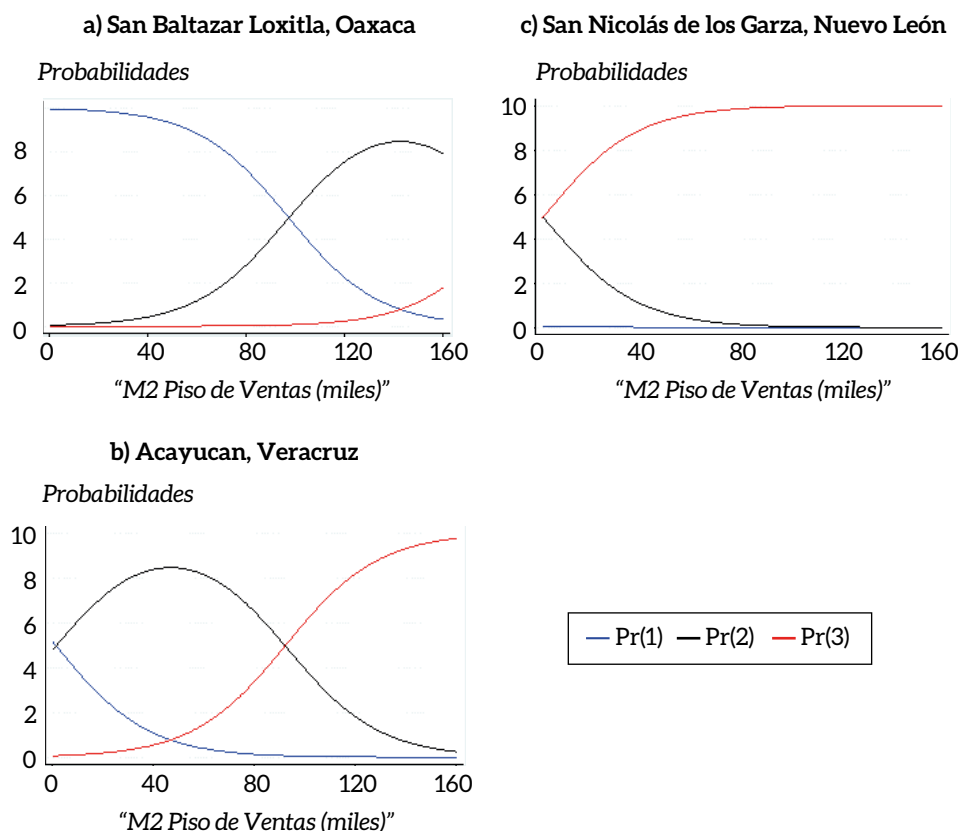 a) San Baltazar Loxitla, Oaxaca
Probabilidades
8
6
4
2
0
0 40 80 120 160
“M2 Piso de Ventas (miles)”
c) San Nicolás de los Garza, Nuevo León
Probabilidades
10
8
6
4
2
0
0 40 80 120 160
“M2 Piso de Ventas (miles)”
b) Acayucan, Veracruz
Probabilidades
10
8
6
4
2
0
0 40 80 120 160
“M2 Piso de Ventas (miles)”
Pr(1) Pr(2) Pr(3)